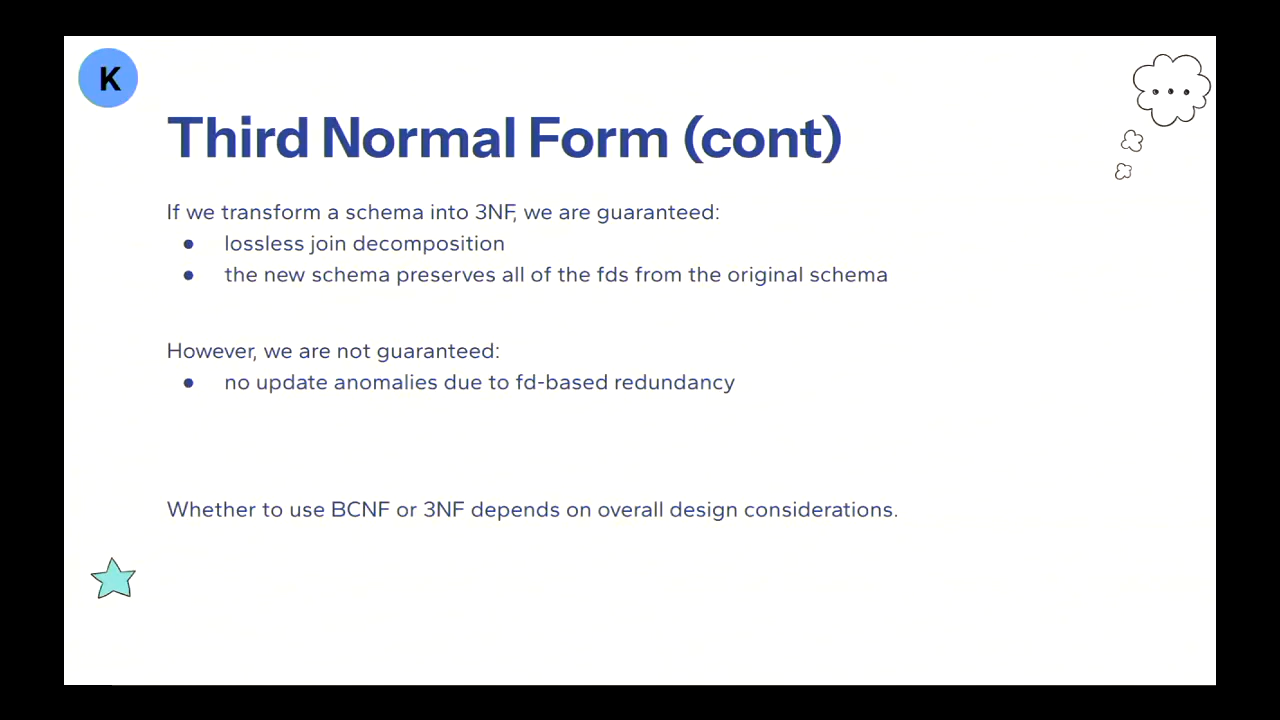 K
Third Normal Form (cont)
If we transform a schema into 3NF, we are guaranteed:
● lossless join decomposition
● the new schema preserves all of the fds from the original schema
However, we are not guaranteed:
● no update anomalies due to fd-based redundancy
Whether to use BCNF or 3NF depends on overall design considerations.